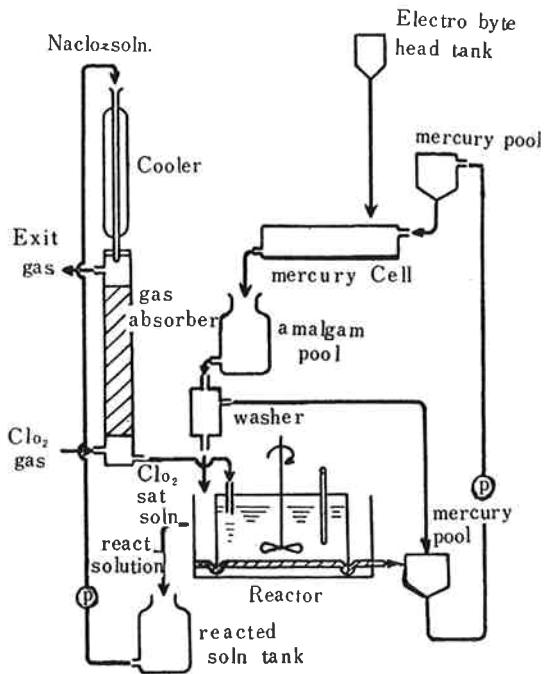 Naclo₂soln.
Electro byte
head tank
Cooler
mercury pool
Exit
gas
gas
absorber
mercury Cell
amalgam
pool
washer
Clo₂
gas
Clo₂
sat
soln
react
solution
P
mercury
pool
P
Reactor
reacted
soln tank